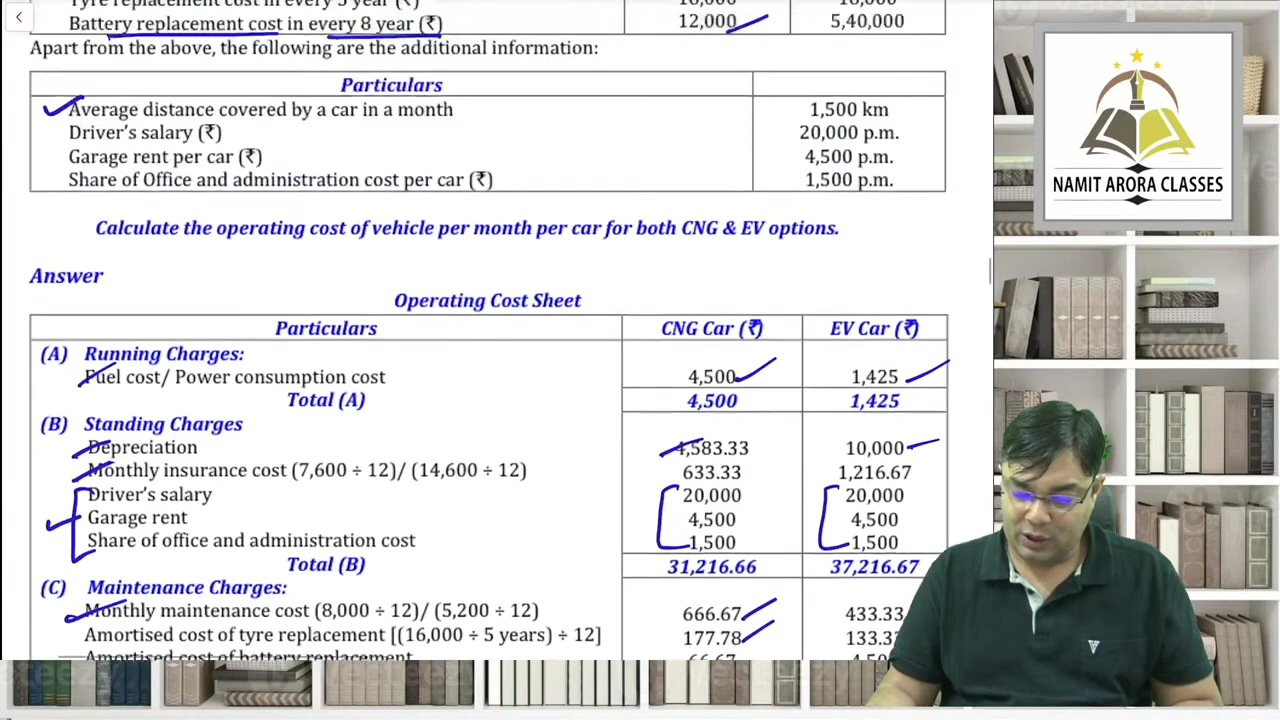 Battery replacement cost in every 8 year (₹) 12,000 5,40,000
Apart from the above, the following are the additional information:
Particulars
Average distance covered by a car in a month 1,500 km
Driver's salary (₹) 20,000 p.m.
Garage rent per car (₹) 4,500 p.m.
Share of Office and administration cost per car (₹) 1,500 p.m.
Calculate the operating cost of vehicle per month per car for both CNG & EV options.
Answer
Operating Cost Sheet
Particulars CNG Car (₹) EV Car (₹)
(A) Running Charges:
Fuel cost/ Power consumption cost 4,500 1,425
Total (A) 4,500 1,425
(B) Standing Charges
Depreciation 4,583.33 10,000
Monthly insurance cost (7,600 ÷ 12)/ (14,600 ÷ 12) 633.33 1,216.67
Driver's salary 20,000 20,000
Garage rent 4,500 4,500
Share of office and administration cost 1,500 1,500
Total (B) 31,216.66 37,216.67
(C) Maintenance Charges:
Monthly maintenance cost (8,000 ÷ 12)/ (5,200 ÷ 12) 666.67 433.33
Amortised cost of tyre replacement [(16,000 ÷ 5 years) ÷ 12] 177.78
Amortised cost of battery replacement
NAMIT ARORA CLASSES